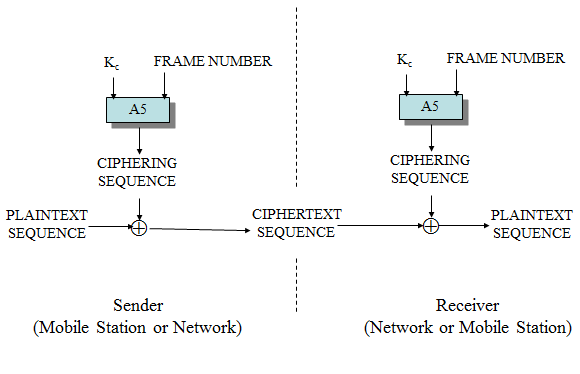 Kc FRAME NUMBER
A5
CIPHERING
SEQUENCE
PLAINTEXT
SEQUENCE
CIPHERTEXT
SEQUENCE
Kc FRAME NUMBER
A5
CIPHERING
SEQUENCE
PLAINTEXT
SEQUENCE
Sender
(Mobile Station or Network)
Receiver
(Network or Mobile Station)